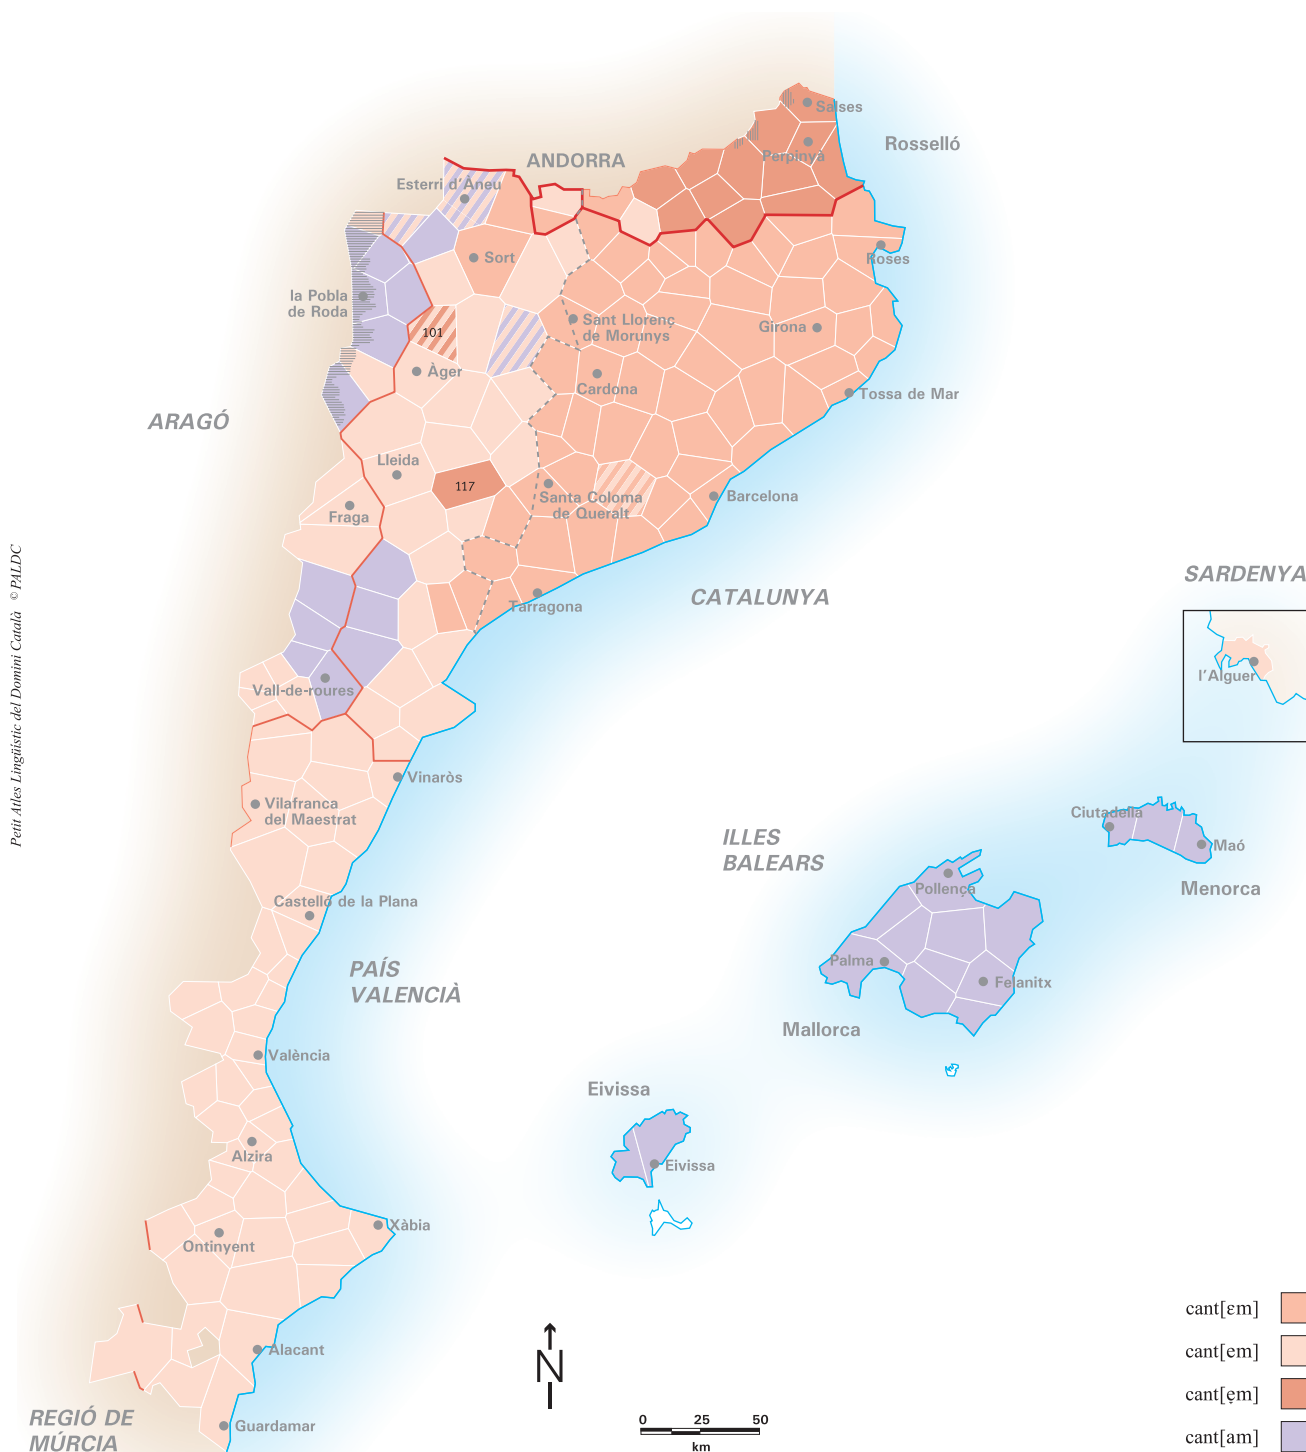 Salses
Rosselló
Perpinyà
ANDORRA
Esterri d'Àneu
Sort
Roses
la Pobla
de Roda
101
Sant Llorenç
de Morunys
Girona
Àger
Cardona
Tossa de Mar
ARAGÓ
Lleida
117
Santa Coloma
de Queralt
Barcelona
Fraga
Petit Atles Lingüístic del Domini Català © PALDC
SARDENYA
CATALUNYA
Tarragona
l'Alguer
Vall-de-roures
Vinaròs
Vilafranca
del Maestrat
ILLES
BALEARS
Ciutadella
Maó
Menorca
Pollença
Castelló de la Plana
PAÍS
VALENCIÀ
Palma
Felanitx
Mallorca
València
Eivissa
Alzira
Eivissa
Xàbia
Ontinyent
cant[ɛm]
Alacant
N
cant[em]
cant[ẹm]
REGIÓ DE
MÚRCIA
Guardamar
0 25 50
km
cant[am]